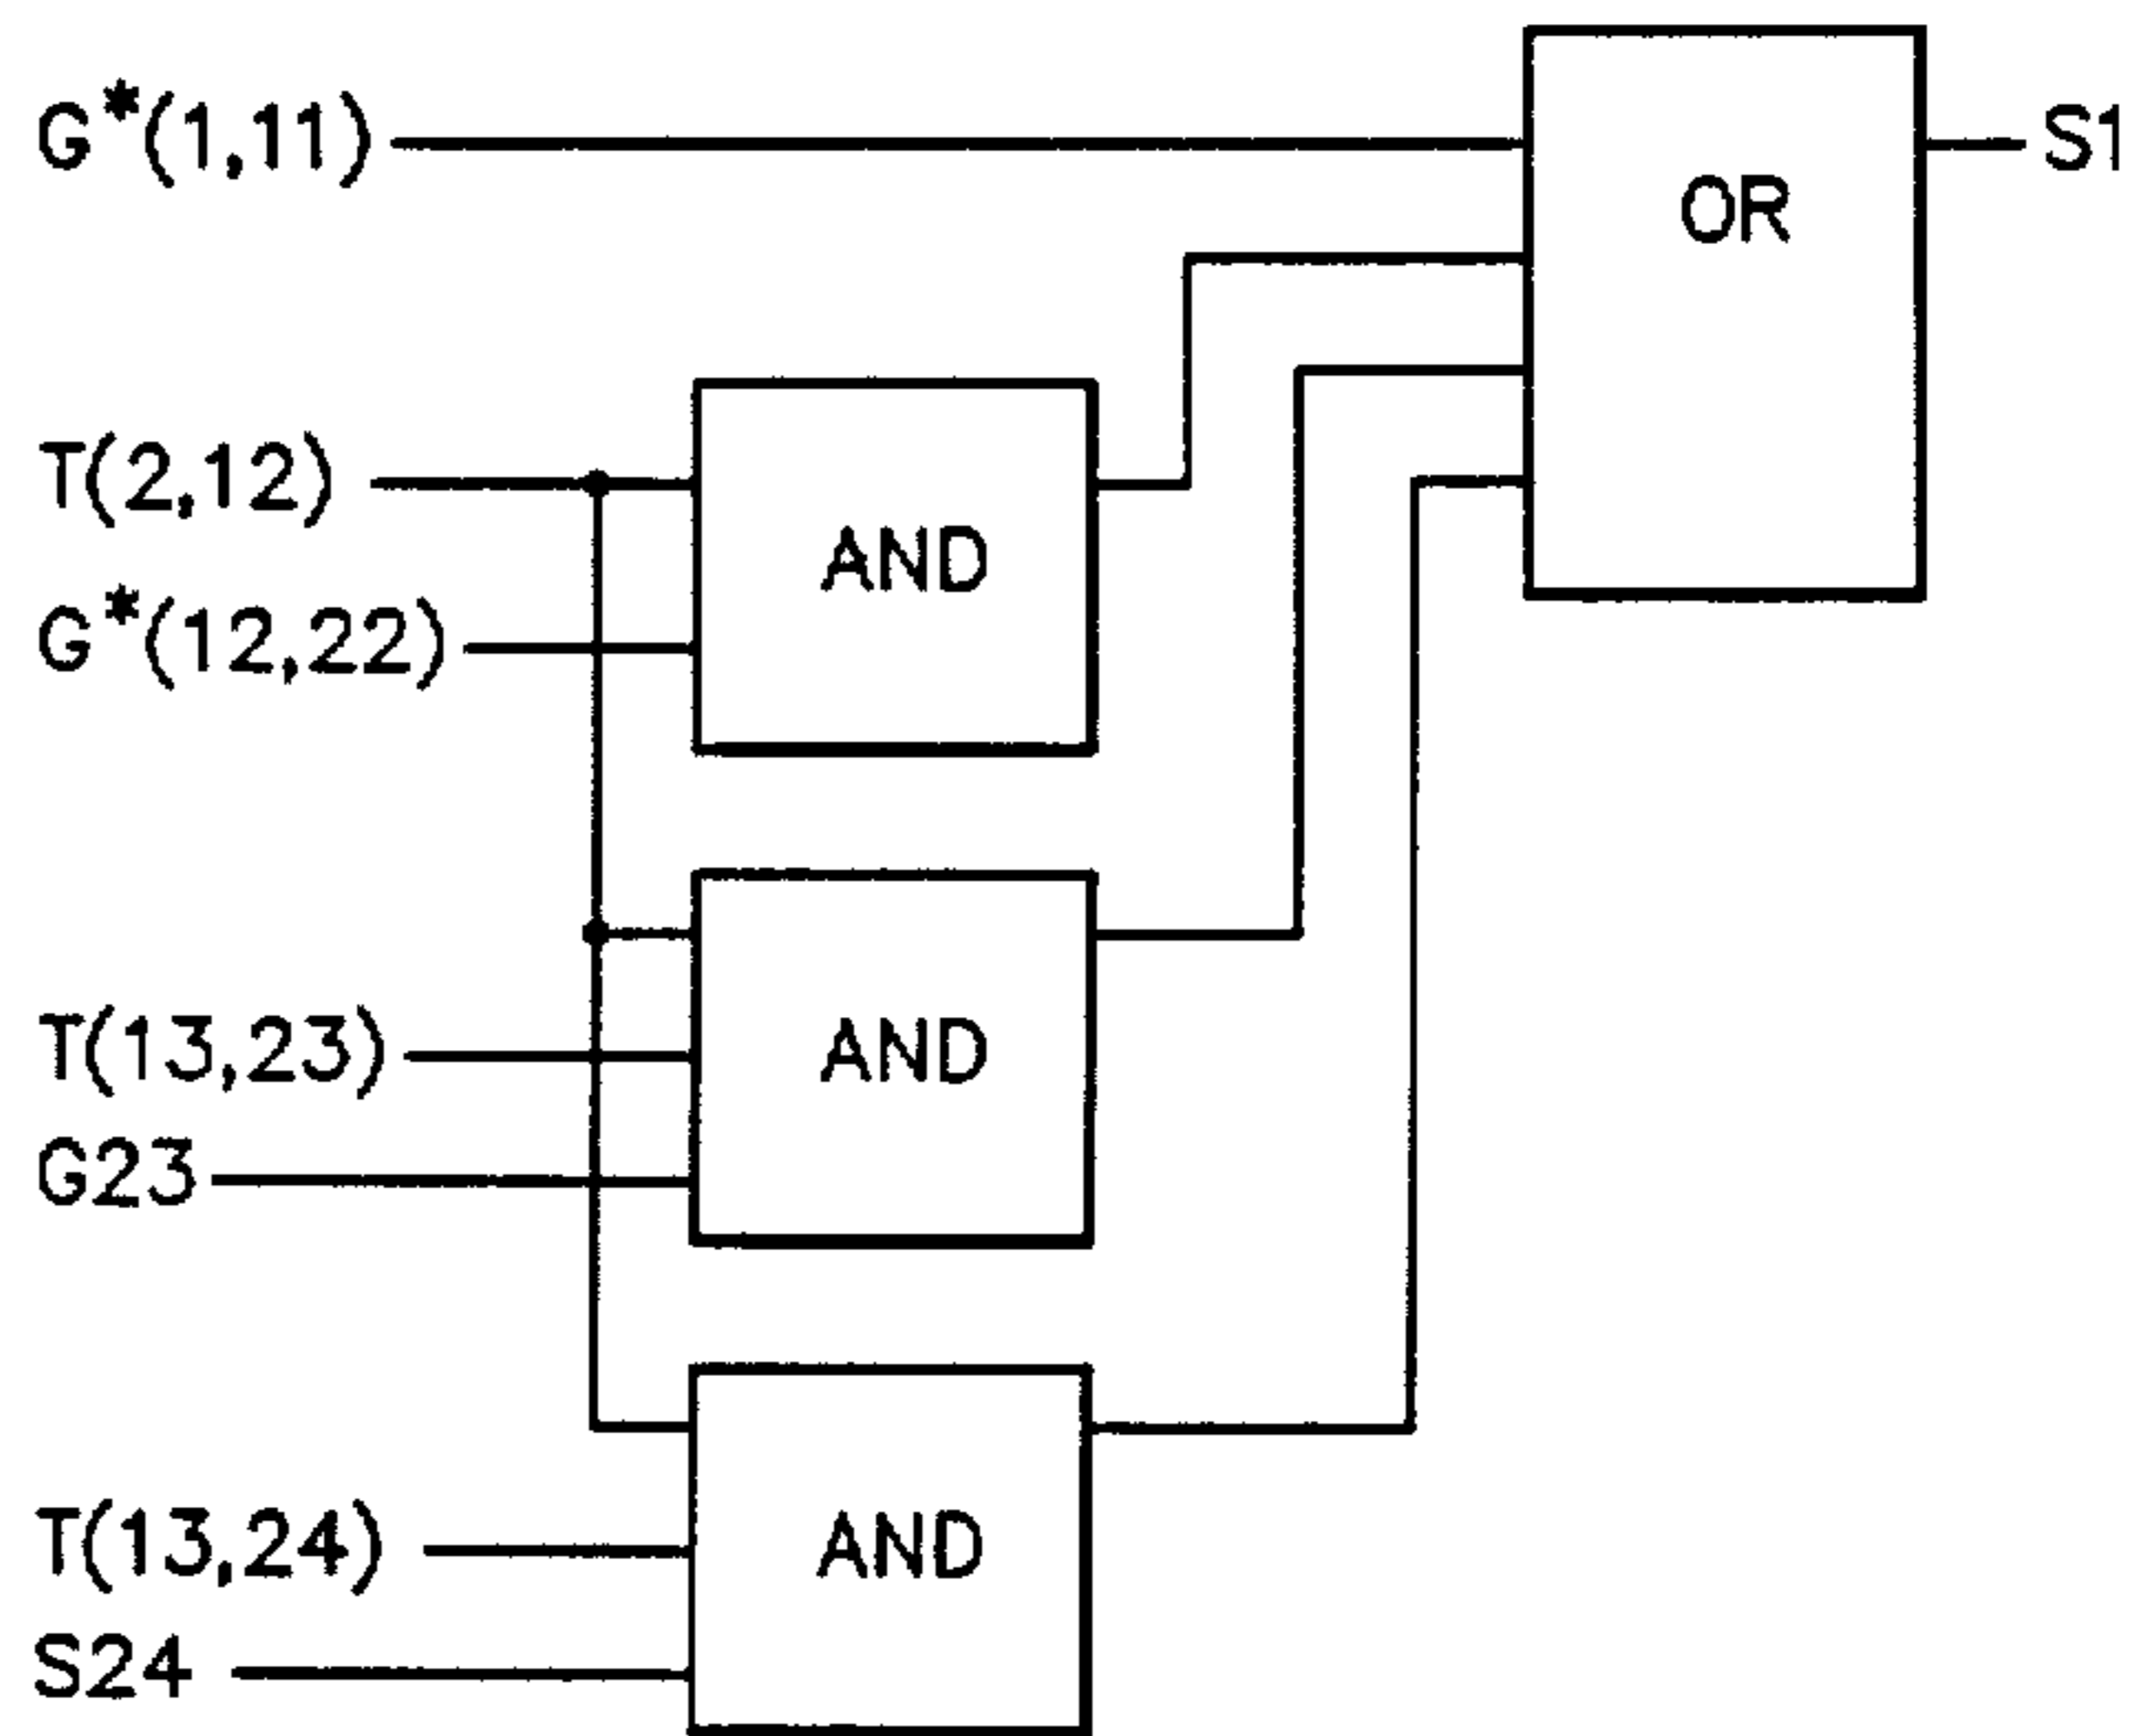 G*(1,11)
S1
OR
T(2,12)
AND
G*(12,22)
T(13,23)
AND
G23
T(13,24)
AND
S24